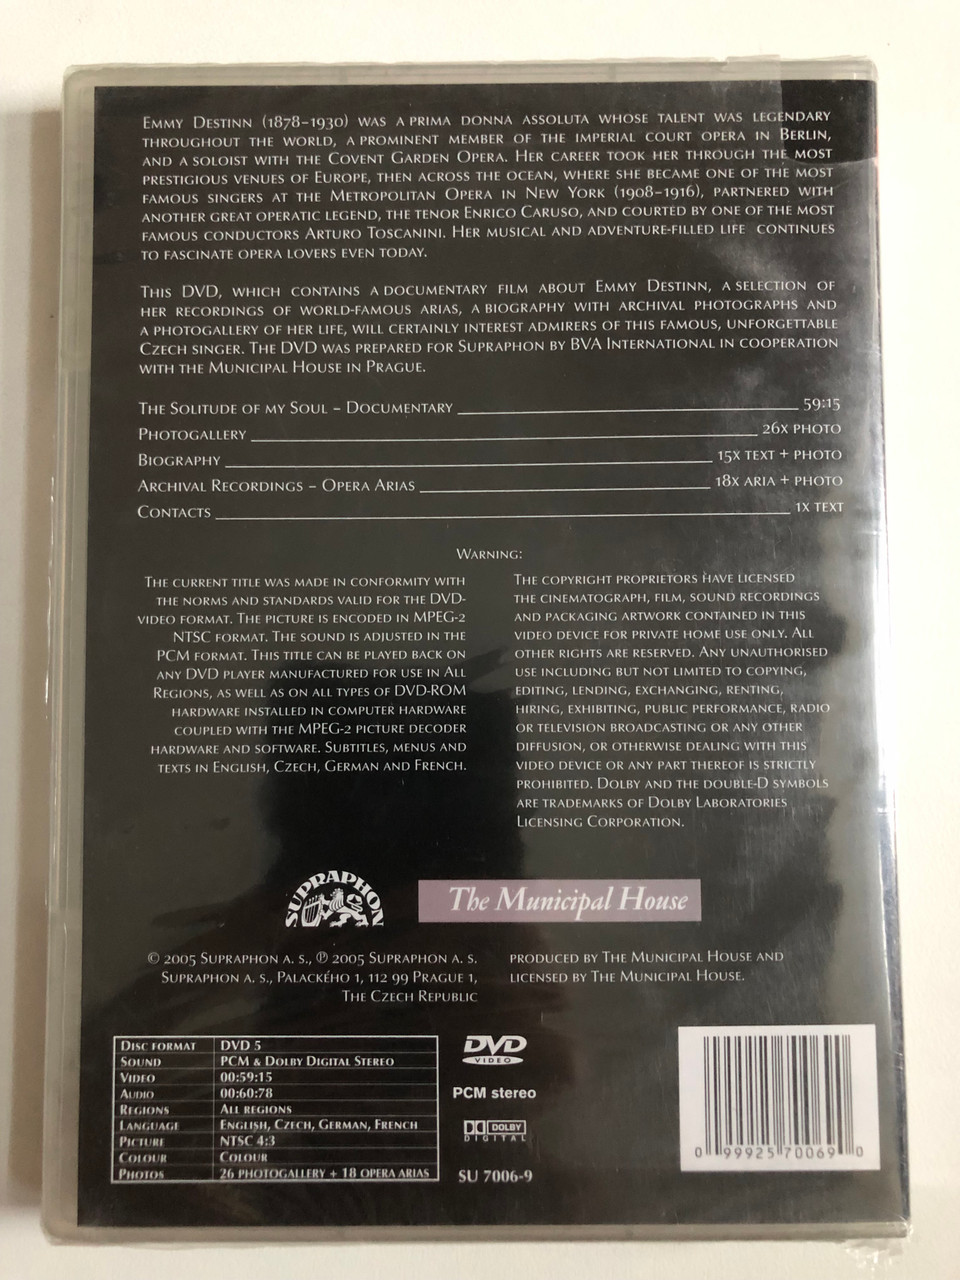 Emmy Destinn (1878–1930) was a prima donna assoluta whose talent was legendary
throughout the world, a prominent member of the Imperial Court Opera in Berlin,
and a soloist with the Covent Garden Opera. Her career took her through the most
prestigious venues of Europe, then across the ocean, where she became one of the most
famous singers at the Metropolitan Opera in New York (1908–1916), partnered with
another great operatic legend, the tenor Enrico Caruso, and courted by one of the most
famous conductors Arturo Toscanini. Her musical and adventure-filled life continues
to fascinate opera lovers even today.
This DVD, which contains a documentary film about Emmy Destinn, a selection of
her recordings of world-famous arias, a biography with archival photographs and
a photogallery of her life, will certainly interest admirers of this famous, unforgettable
Czech singer. The DVD was prepared for Supraphon by BVA International in cooperation
with the Municipal House in Prague.
The Solitude of my Soul – Documentary 59:15
Photogallery 26x photo
Biography 15x text + photo
Archival Recordings – Opera Arias 18x aria + photo
Contacts 1x text
Warning:
The current title was made in conformity with
the norms and standards valid for the DVD-
video format. The picture is encoded in MPEG-2
NTSC format. The sound is adjusted in the
PCM format. This title can be played back on
any DVD player manufactured for use in All
Regions, as well as on all types of DVD-ROM
hardware installed in computer hardware
coupled with the MPEG-2 picture decoder
hardware and software. Subtitles, menus and
texts in English, Czech, German and French.
The copyright proprietors have licensed
the cinematograph, film, sound recordings
and packaging artwork contained in this
video device for private home use only. All
other rights are reserved. Any unauthorised
use including but not limited to copying,
editing, lending, exchanging, renting,
hiring, exhibiting, public performance, radio
or television broadcasting or any other
diffusion, or otherwise dealing with this
video device or any part thereof is strictly
prohibited. Dolby and the double-D symbols
are trademarks of Dolby Laboratories
Licensing Corporation.
SUPRAPHON
The Municipal House
© 2005 Supraphon a. s., ℗ 2005 Supraphon a. s.
Supraphon a. s., Palackého 1, 112 99 Prague 1,
The Czech Republic
produced by The Municipal House and
licensed by The Municipal House.
Disc format DVD 5
Sound PCM & Dolby Digital Stereo
Video 00:59:15
Audio 00:60:78
Regions All regions
Language English, Czech, German, French
Picture NTSC 4:3
Colour Colour
Photos 26 photogallery + 18 opera arias
DVD
VIDEO
PCM stereo
DOLBY
DIGITAL
SU 7006-9
0 99925 70069 0